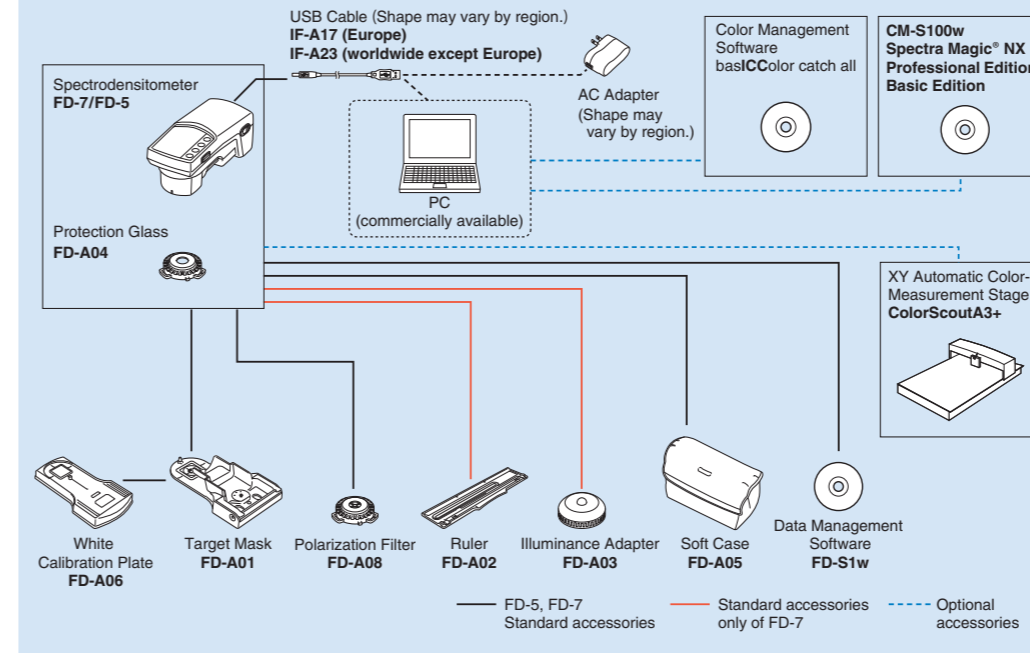 USB Cable (Shape may vary by region.)
IF-A17 (Europe)
IF-A23 (worldwide except Europe)
Spectrodensitometer
FD-7/FD-5
AC Adapter
(Shape may
vary by region.)
PC
(commercially available)
Color Management
Software
basICColor catch all
CM-S100w
Spectra Magic® NX
Professional Edition
Basic Edition
Protection Glass
FD-A04
XY Automatic Color-
Measurement Stage
ColorScoutA3+
White
Calibration Plate
FD-A06
Target Mask
FD-A01
Polarization Filter
FD-A08
Ruler
FD-A02
Illuminance Adapter
FD-A03
Soft Case
FD-A05
Data Management
Software
FD-S1w
FD-5, FD-7
Standard accessories
Standard accessories
only of FD-7
Optional
accessories